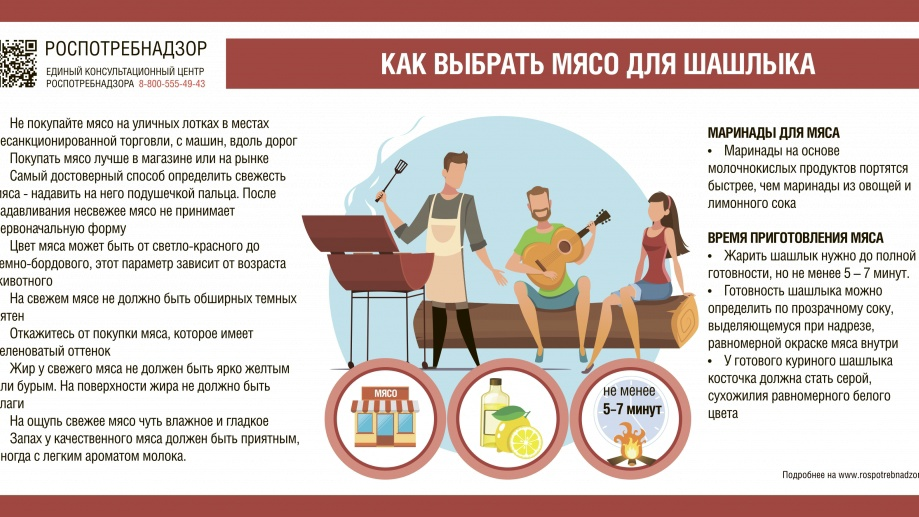 РОСПОТРЕБНАДЗОР
ЕДИНЫЙ КОНСУЛЬТАЦИОННЫЙ ЦЕНТР
РОСПОТРЕБНАДЗОРА 8-800-555-49-43
КАК ВЫБРАТЬ МЯСО ДЛЯ ШАШЛЫКА
Не покупайте мясо на уличных лотках в местах
есанкционированной торговли, с машин, вдоль дорог
Покупать мясо лучше в магазине или на рынке
Самый достоверный способ определить свежесть
мяса - надавить на него подушечкой пальца. После
адавливания несвежее мясо не принимает
ервоначальную форму
Цвет мяса может быть от светло-красного до
емно-бордового, этот параметр зависит от возраста
животного
На свежем мясе не должно быть обширных темных
ятен
Откажитесь от покупки мяса, которое имеет
еленоватый оттенок
Жир у свежего мяса не должен быть ярко желтым
ли бурым. На поверхности жира не должно быть
лаги
На ощупь свежее мясо чуть влажное и гладкое
Запах у качественного мяса должен быть приятным,
ногда с легким ароматом молока.
МЯСО
не менее
5-7 минут
МАРИНАДЫ ДЛЯ МЯСА
• Маринады на основе
молочнокислых продуктов портятся
быстрее, чем маринады из овощей и
лимонного сока
ВРЕМЯ ПРИГОТОВЛЕНИЯ МЯСА
• Жарить шашлык нужно до полной
готовности, но не менее 5 – 7 минут.
• Готовность шашлыка можно
определить по прозрачному соку,
выделяющемуся при надрезе,
равномерной окраске мяса внутри
• У готового куриного шашлыка
косточка должна стать серой,
сухожилия равномерного белого
цвета
Подробнее на www.rospotrebnadzor